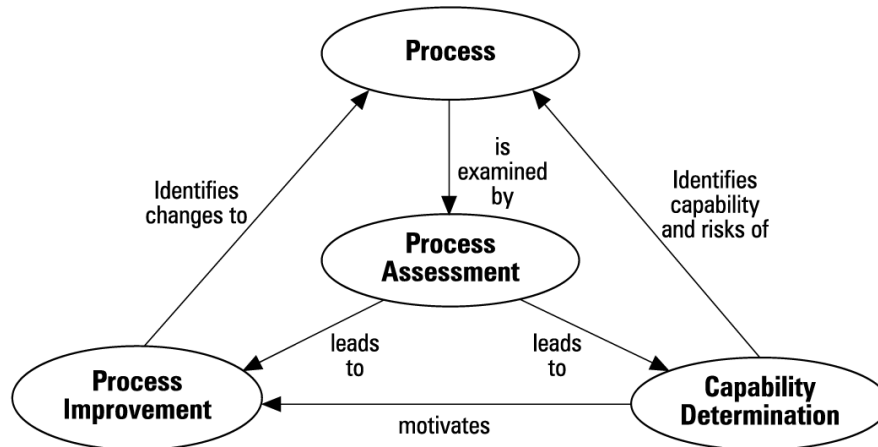 Process
is
examined
by
Identifies
changes to
Identifies
capability
and risks of
Process
Assessment
leads
to
leads
to
Process
Improvement
motivates
Capability
Determination